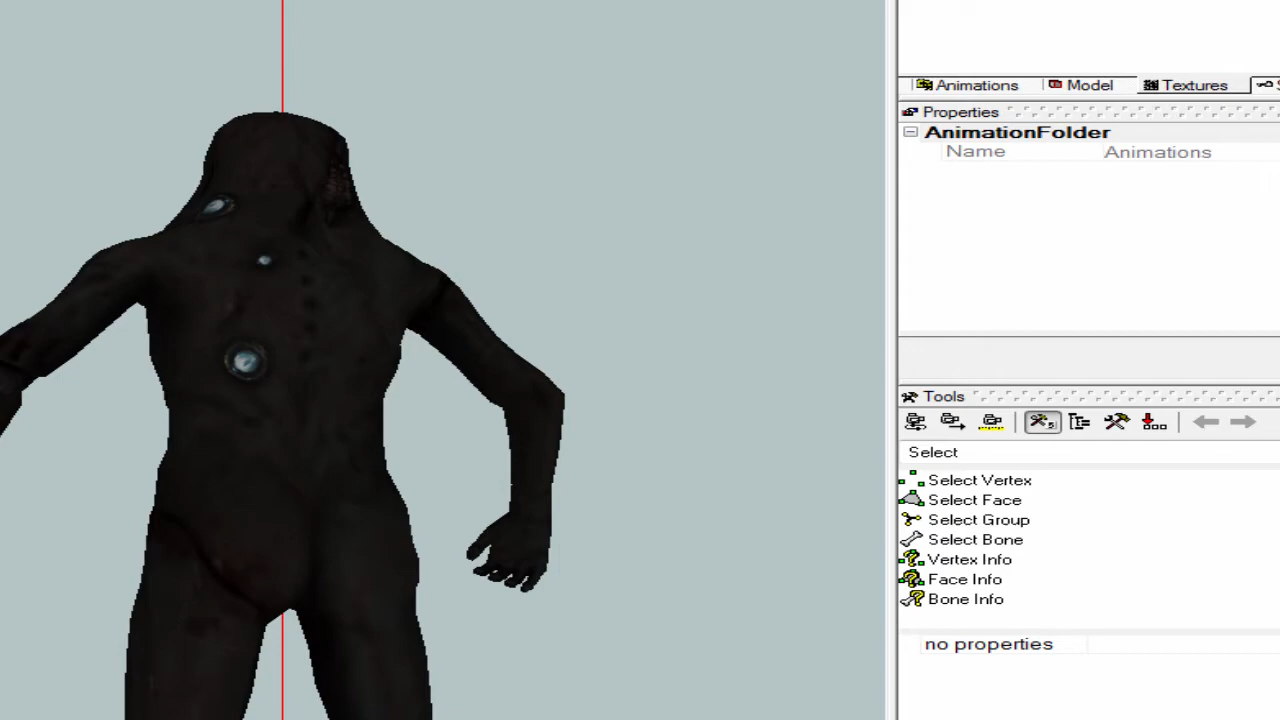 Animations Model Textures
Properties
AnimationFolder
Name Animations
Tools
Select
Select Vertex
Select Face
Select Group
Select Bone
Vertex Info
Face Info
Bone Info
no properties